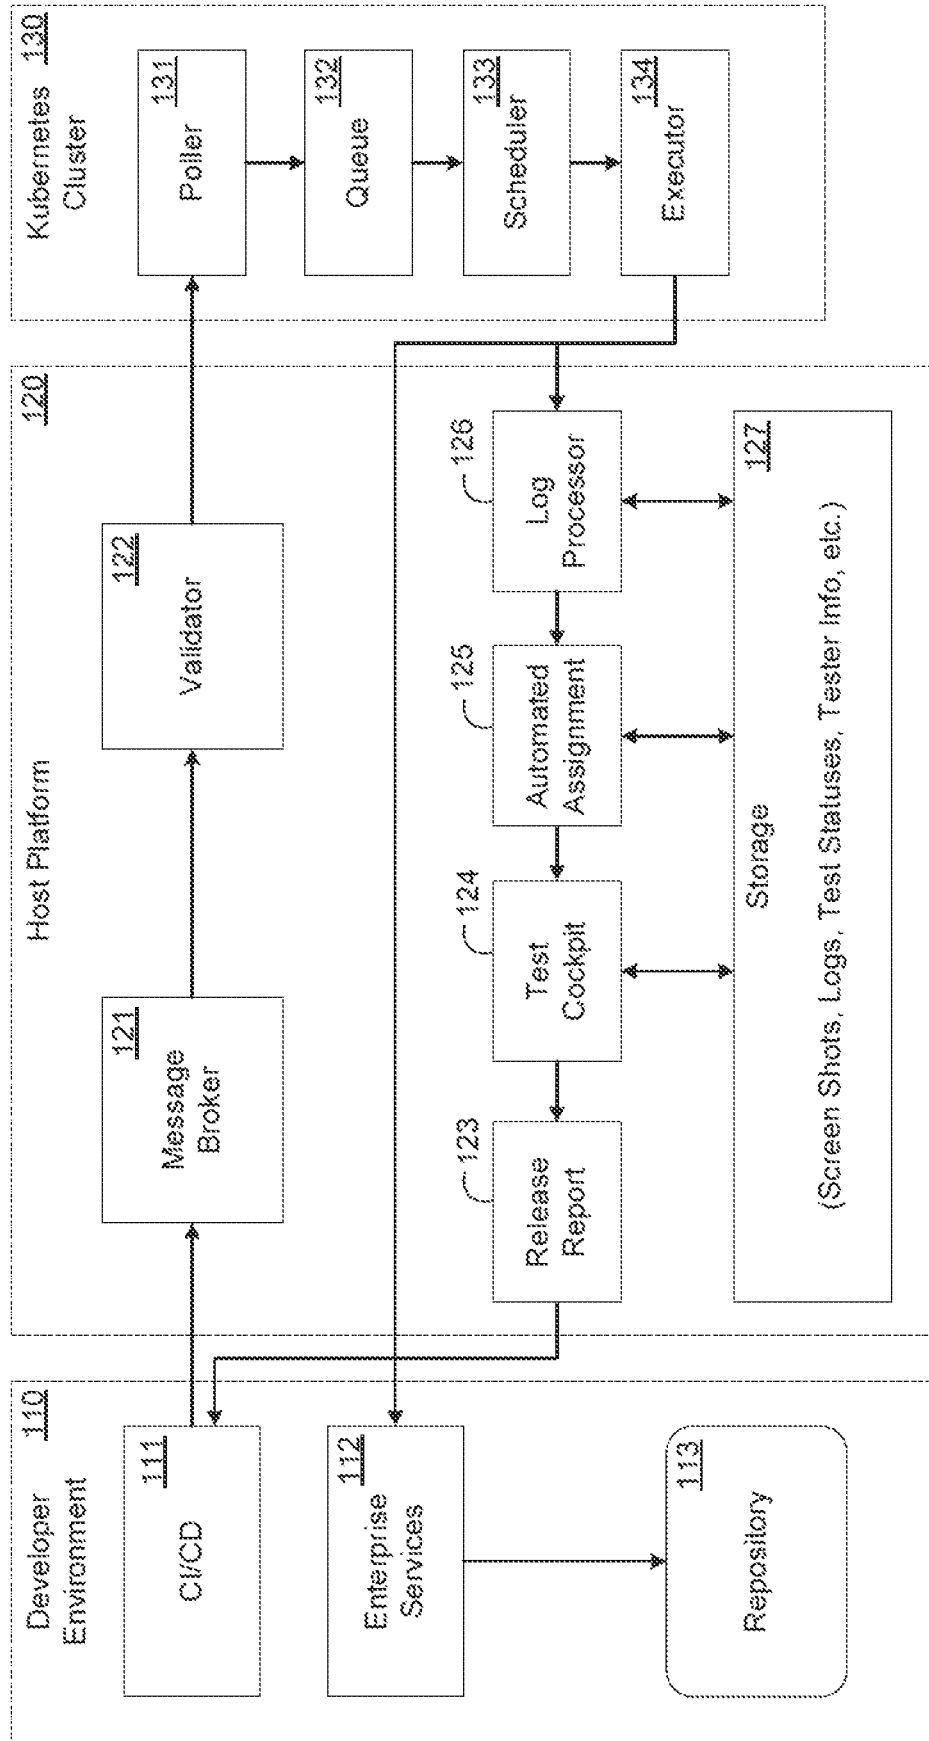 Developer
Environment
110
CI/CD
111
Enterprise
Services
112
Repository
113
Host Platform
120
Message
Broker
121
Validator
122
Release
Report
123
Test
Cockpit
124
Automated
Assignment
125
Log
Processor
126
Storage
127
(Screen Shots, Logs, Test Statuses, Tester Info, etc.)
Kubernetes
Cluster
130
Poller
131
Queue
132
Scheduler
133
Executor
134